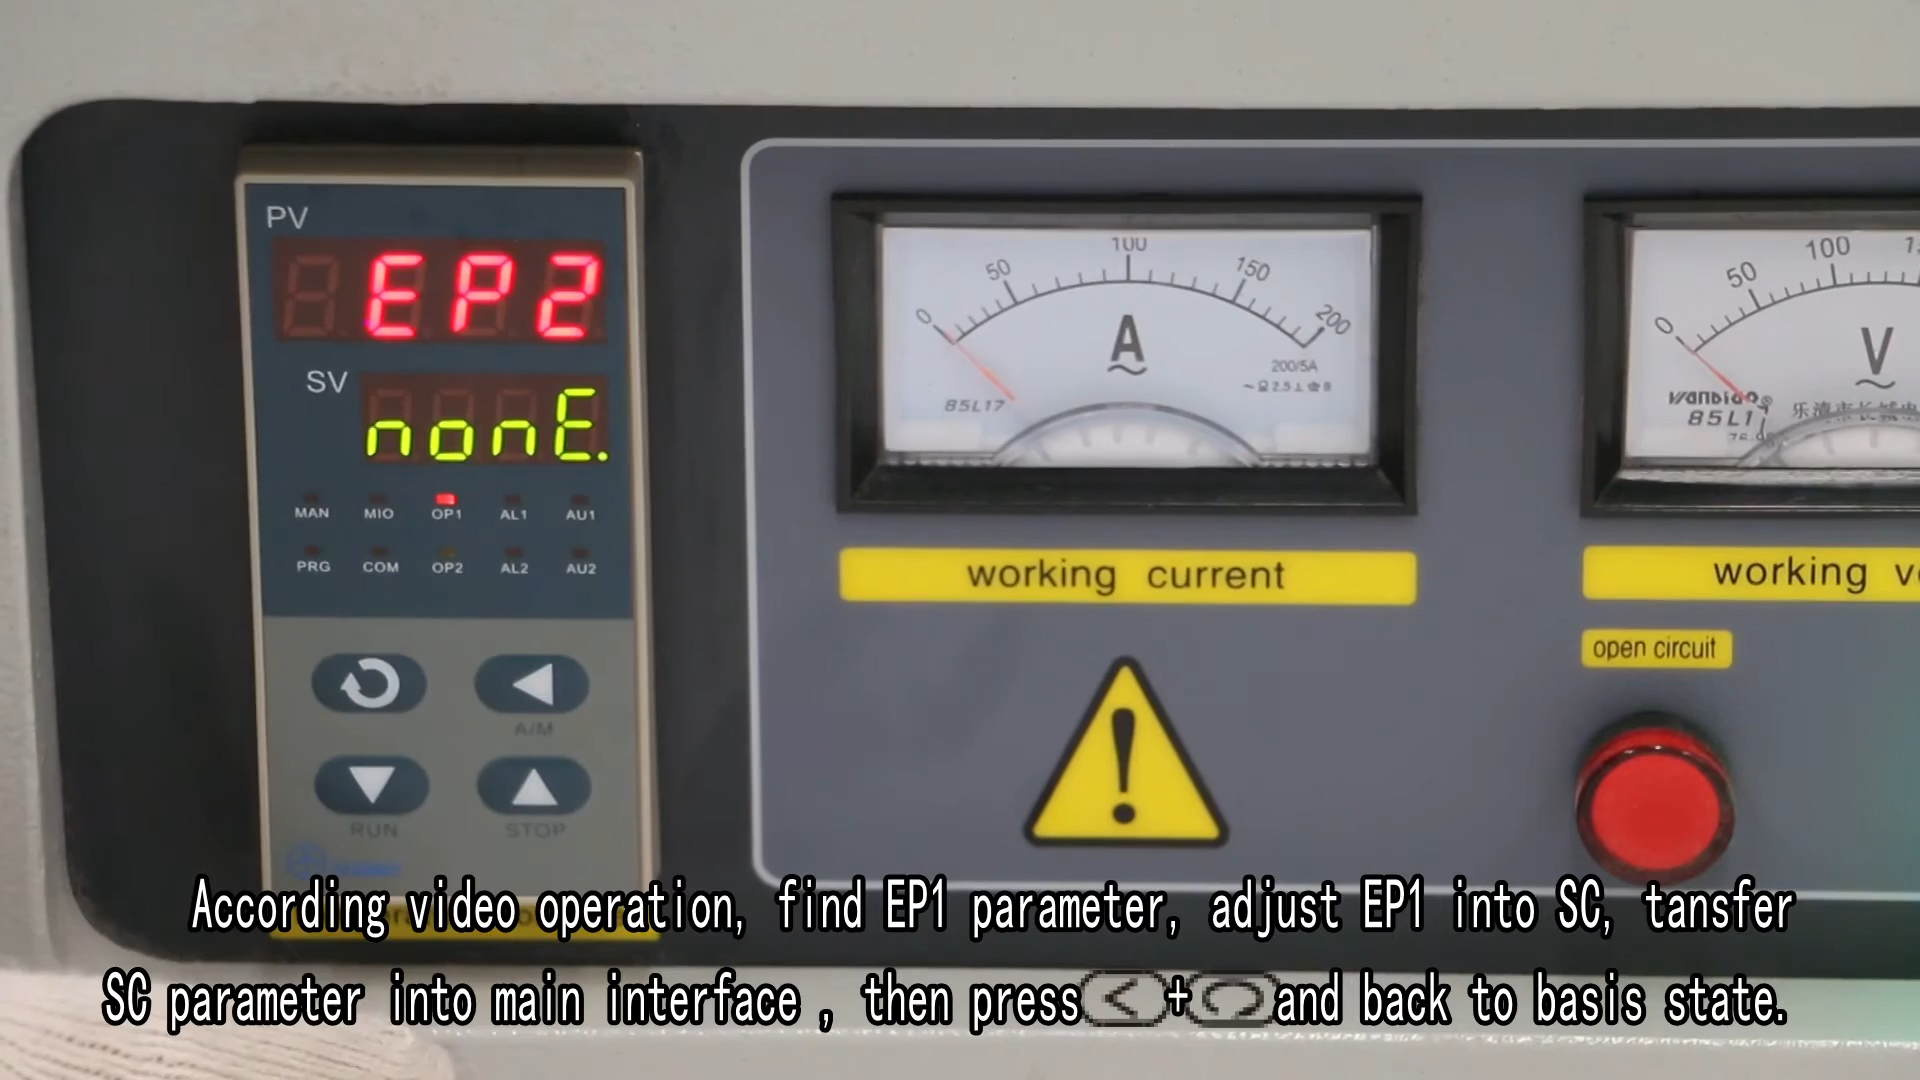 PV
EP2
SV
nonE.
MAN MIO OP1 AL1 AU1
PRG COM OP2 AL2 AU2
A/M
RUN STOP
0 50 100 150 200
A
200/5A
85L17
working current
0 50 100
V
85L17
working
open circuit
According video operation, find EP1 parameter, adjust EP1 into SC, tansfer
SC parameter into main interface , then press < + and back to basis state.